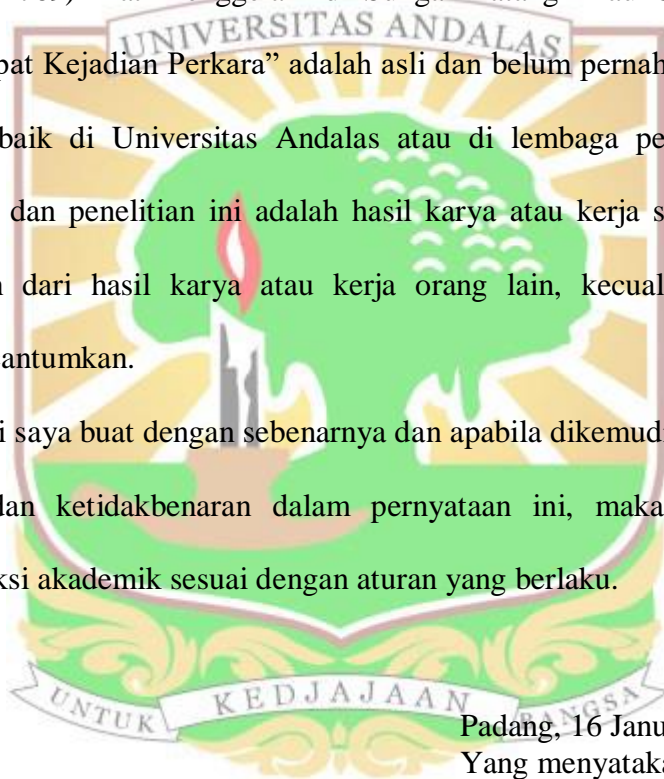 UNIVERSITAS ANDALAS
pat Kejadian Perkara” adalah asli dan belum pernah
baik di Universitas Andalas atau di lembaga pe
dan penelitian ini adalah hasil karya atau kerja s
dari hasil karya atau kerja orang lain, kecual
antumkan.
i saya buat dengan sebenarnya dan apabila dikemudi
dan ketidakbenaran dalam pernyataan ini, maka
ksi akademik sesuai dengan aturan yang berlaku.
UNTUK KEDJAJAAN BANGSA
Padang, 16 Janu
Yang menyataka